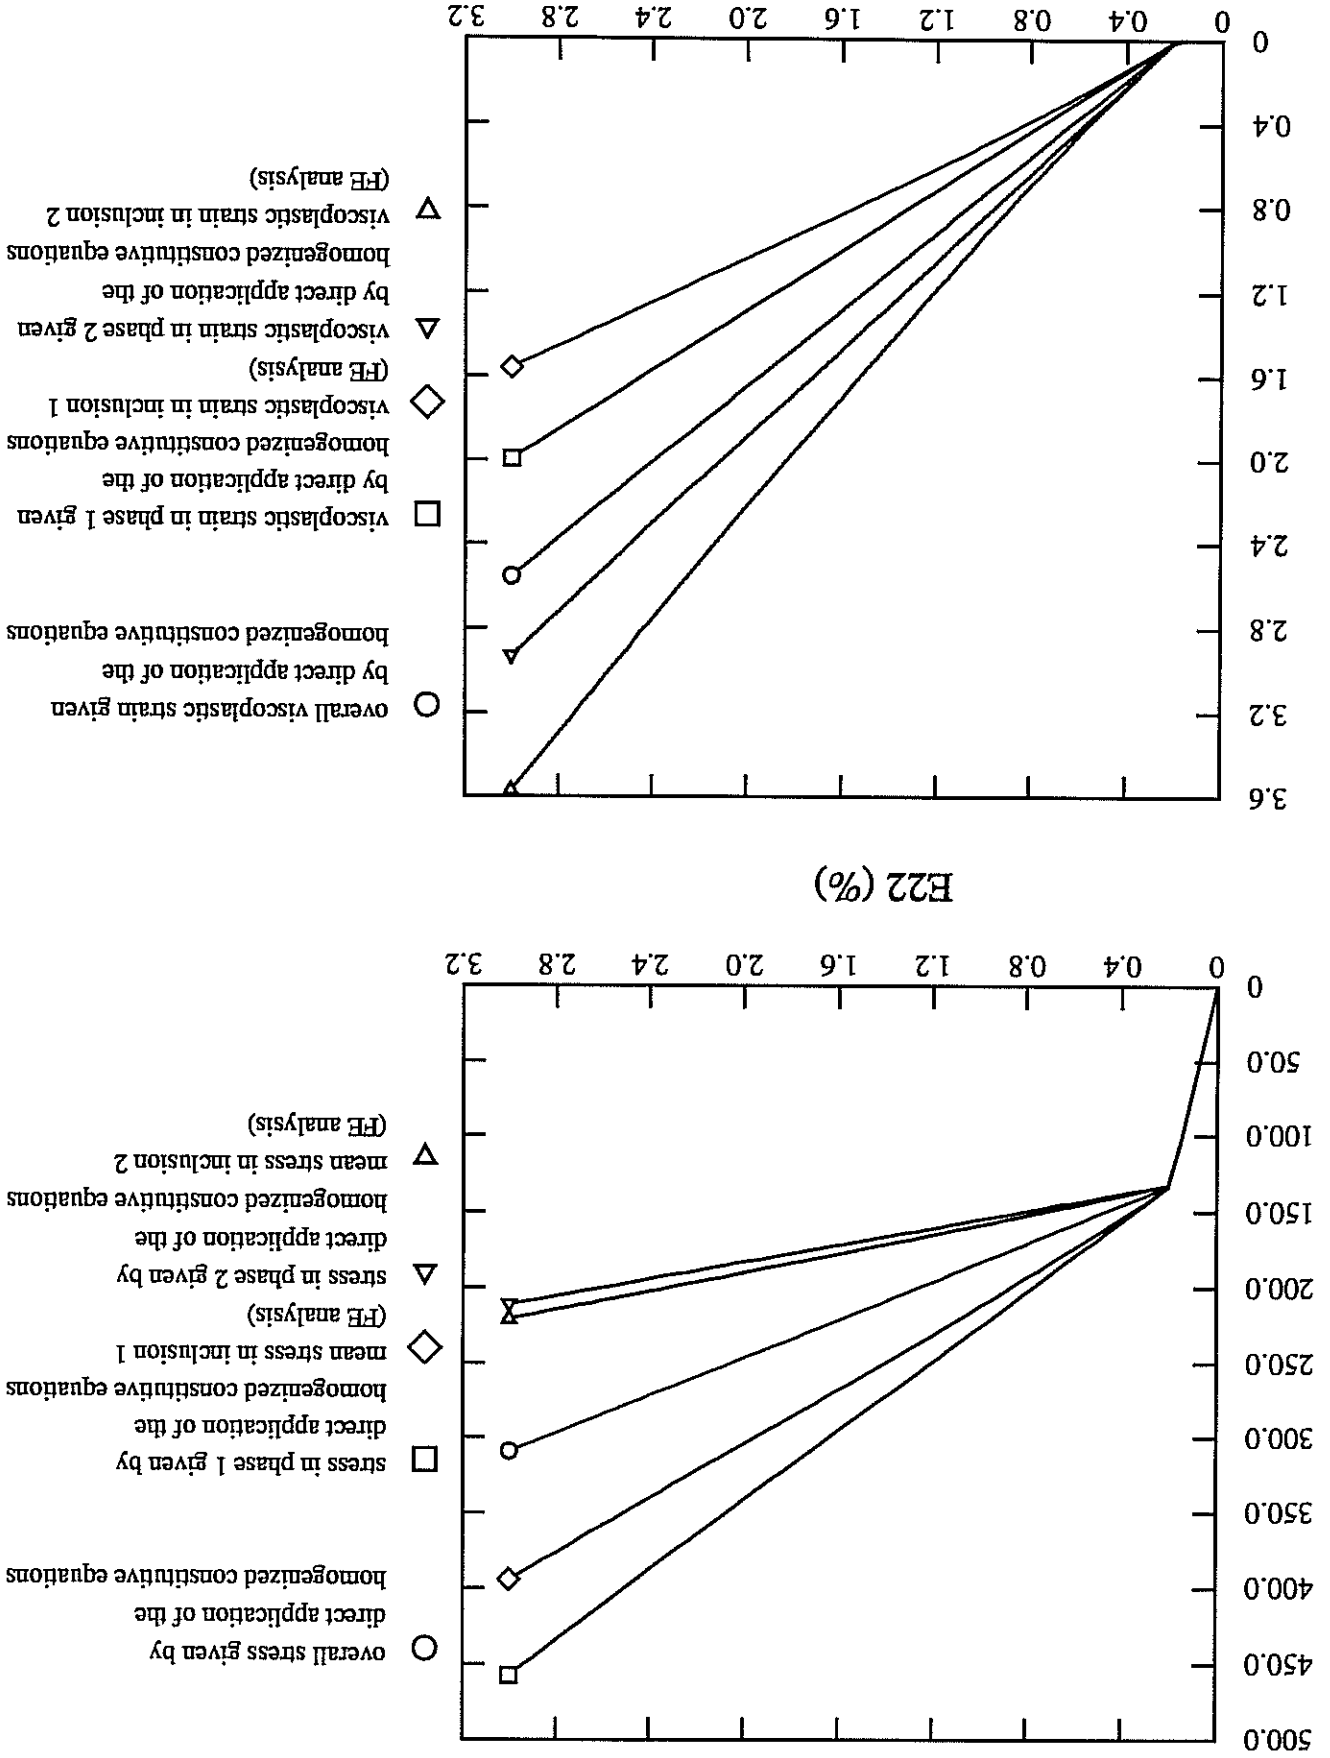 500.0
450.0
400.0
350.0
300.0
250.0
200.0
150.0
100.0
50.0
0
0 0.4 0.8 1.2 1.6 2.0 2.4 2.8 3.2
overall stress given by
direct application of the
homogenized constitutive equations
stress in phase 1 given by
direct application of the
homogenized constitutive equations
mean stress in inclusion 1
(FE analysis)
stress in phase 2 given by
direct application of the
homogenized constitutive equations
mean stress in inclusion 2
(FE analysis)
E22 (%)
3.6
3.2
2.8
2.4
2.0
1.6
1.2
0.8
0.4
0
0 0.4 0.8 1.2 1.6 2.0 2.4 2.8 3.2
overall viscoplastic strain given
by direct application of the
homogenized constitutive equations
viscoplastic strain in phase 1 given
by direct application of the
homogenized constitutive equations
viscoplastic strain in inclusion 1
(FE analysis)
viscoplastic strain in phase 2 given
by direct application of the
homogenized constitutive equations
viscoplastic strain in inclusion 2
(FE analysis)